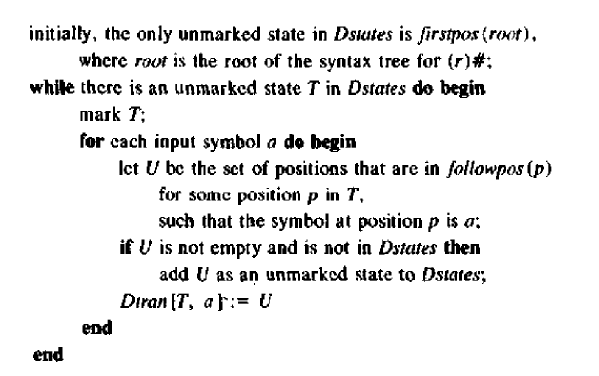 initially, the only unmarked state in Dstates is firstpos(root),
where root is the root of the syntax tree for (r)#;
while there is an unmarked state T in Dstates do begin
mark T;
for each input symbol a do begin
let U be the set of positions that are in followpos(p)
for some position p in T,
such that the symbol at position p is a;
if U is not empty and is not in Dstates then
add U as an unmarked state to Dstates;
Dtran[T, a] := U
end
end